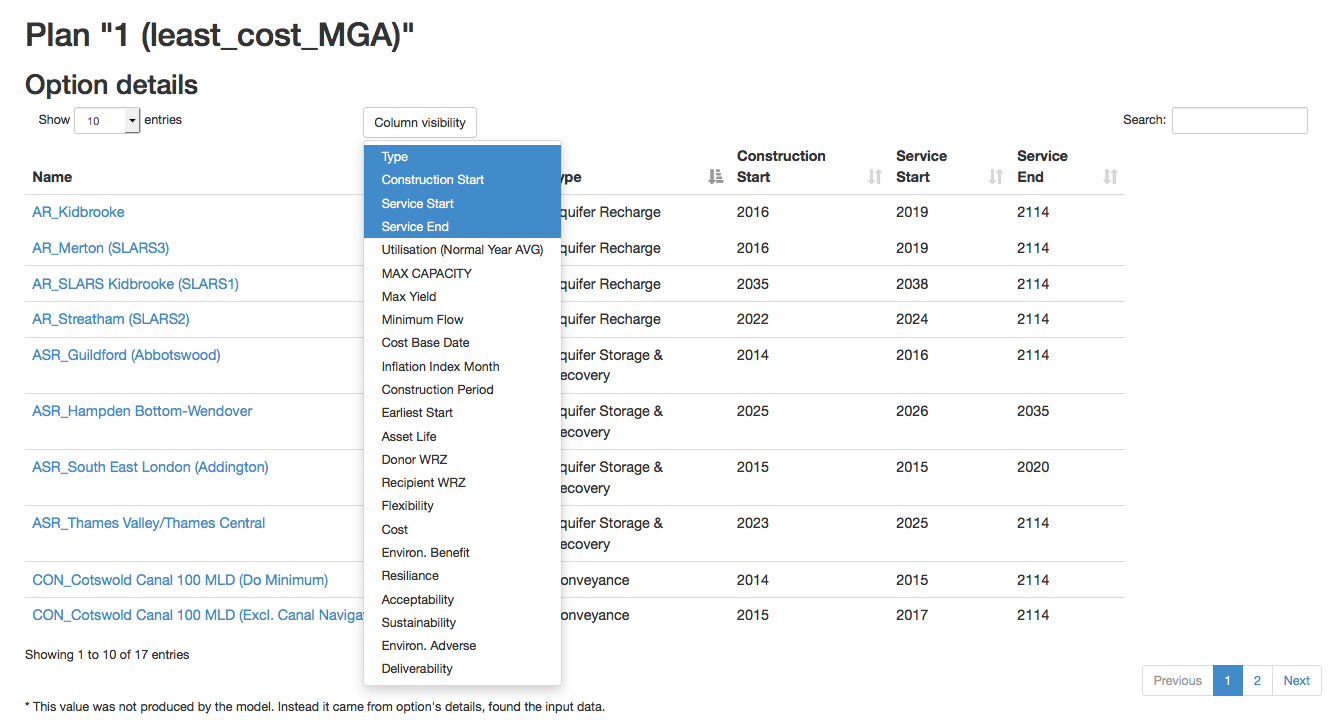 Plan "1 (least_cost_MGA)"
Option details
Show 10 entries
Column visibility
Search:
Name
ype
Construction Start
Service Start
Service End
Type
Construction Start
Service Start
Service End
Utilisation (Normal Year AVG)
MAX CAPACITY
Max Yield
Minimum Flow
Cost Base Date
Inflation Index Month
Construction Period
Earliest Start
Asset Life
Donor WRZ
Recipient WRZ
Flexibility
Cost
Environ. Benefit
Resiliance
Acceptability
Sustainability
Environ. Adverse
Deliverability
AR_Kidbrooke quifer Recharge 2016 2019 2114
AR_Merton (SLARS3) quifer Recharge 2016 2019 2114
AR_SLARS Kidbrooke (SLARS1) quifer Recharge 2035 2038 2114
AR_Streatham (SLARS2) quifer Recharge 2022 2024 2114
ASR_Guildford (Abbotswood) quifer Storage & 2014 2016 2114
ecovery
ASR_Hampden Bottom-Wendover quifer Storage & 2025 2026 2035
ecovery
ASR_South East London (Addington) quifer Storage & 2015 2015 2020
ecovery
ASR_Thames Valley/Thames Central quifer Storage & 2023 2025 2114
ecovery
CON_Cotswold Canal 100 MLD (Do Minimum) onveyance 2014 2015 2114
CON_Cotswold Canal 100 MLD (Excl. Canal Naviga onveyance 2015 2017 2114
Showing 1 to 10 of 17 entries
Previous 1 2 Next
* This value was not produced by the model. Instead it came from option's details, found the input data.